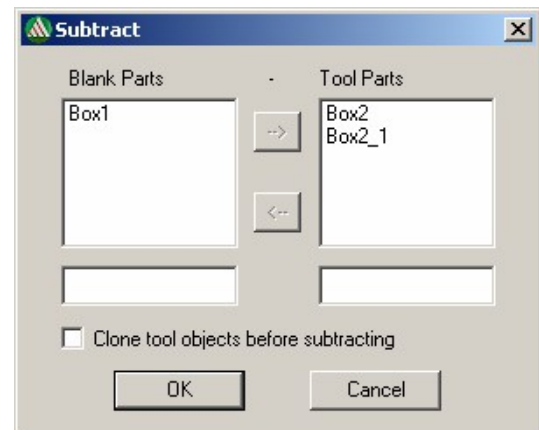 Subtract
Blank Parts - Tool Parts
Box1
Box2
Box2_1
-->
<--
Clone tool objects before subtracting
OK Cancel